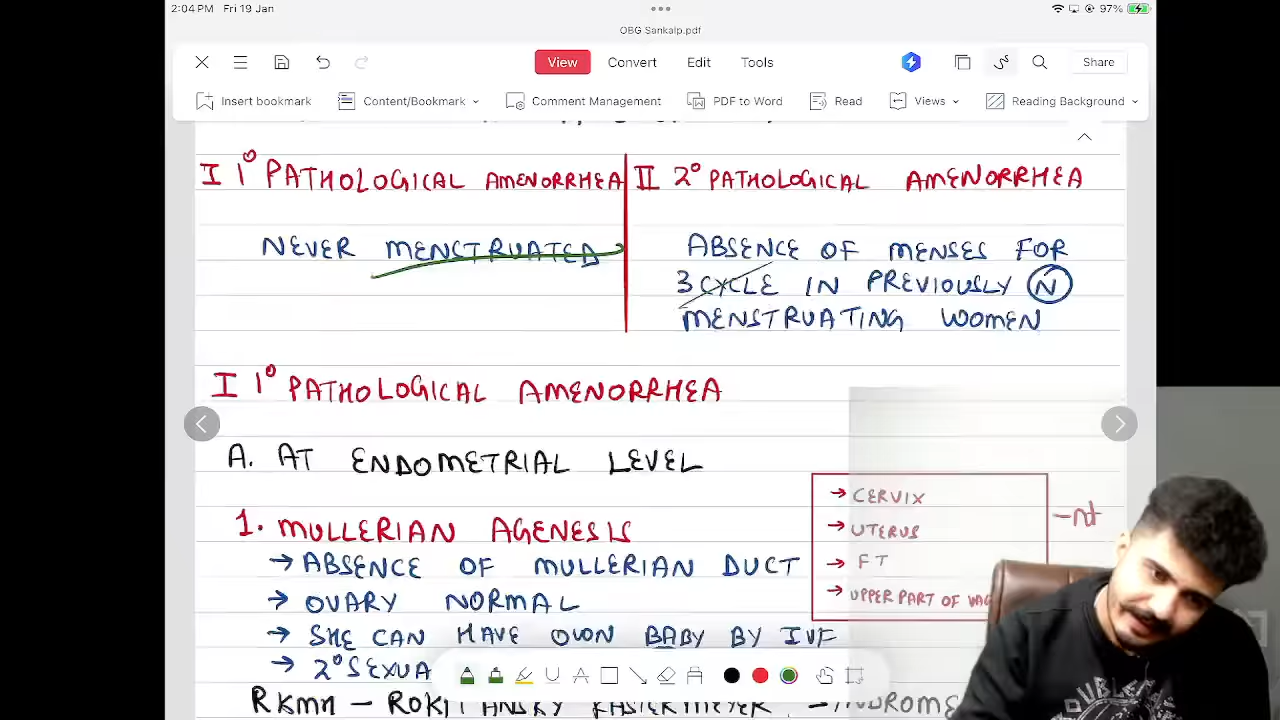 2:04 PM Fri 19 Jan
97%
OBG Sankalp.pdf
View Convert Edit Tools Share
Insert bookmark Content/Bookmark Comment Management PDF to Word Read Views Reading Background
I 1° PATHOLOGICAL AMENORRHEA
II 2° PATHOLOGICAL AMENORRHEA
NEVER MENSTRUATED
ABSENCE OF MENSES FOR
3 CYCLE IN PREVIOUSLY N
MENSTRUATING WOMEN
I 1° PATHOLOGICAL AMENORRHEA
A. AT ENDOMETRIAL LEVEL
→ CERVIX
→ UTERUS
→ FT
→ UPPER PART OF
1. MULLERIAN AGENESIS
→ ABSENCE OF MULLERIAN DUCT
→ OVARY NORMAL
→ SHE CAN HAVE OWN BABY BY IVF
→ 2° SEXUA
RKMH – ROKITANSKY